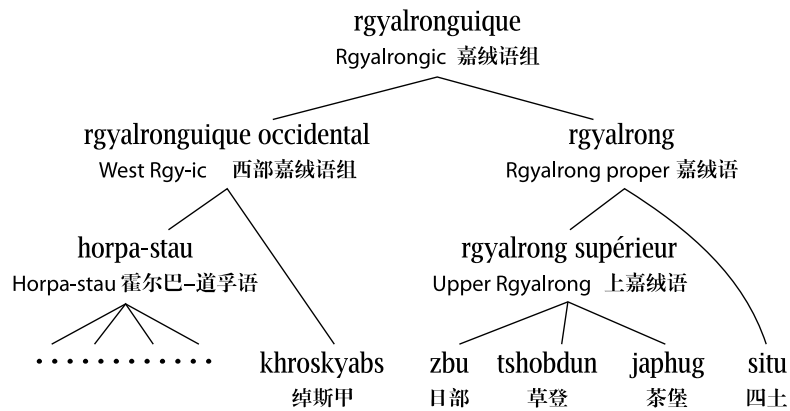 rgyalronguique
Rgyalrongic 嘉绒语组
rgyalronguique occidental
West Rgy-ic 西部嘉绒语组
rgyalrong
Rgyalrong proper 嘉绒语
horpa-stau
Horpa-stau 霍尔巴–道孚语
rgyalrong supérieur
Upper Rgyalrong 上嘉绒语
khroskyabs
绰斯甲
zbu
日部
tshobdun
草登
japhug
茶堡
situ
四土